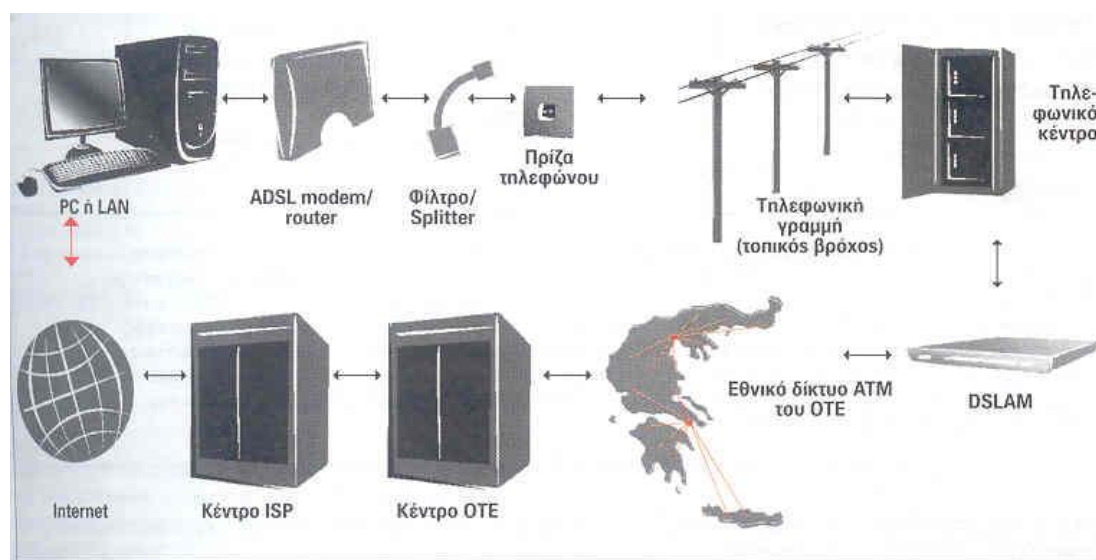 PC ή LAN
ADSL modem/
router
Φίλτρο/
Splitter
Πρίζα
τηλεφώνου
Τηλεφωνική
γραμμή
(τοπικός βρόχος)
Τηλε-
φωνικό
κέντρο
Internet
Κέντρο ISP
Κέντρο ΟΤΕ
Εθνικό δίκτυο ΑΤΜ
του ΟΤΕ
DSLAM